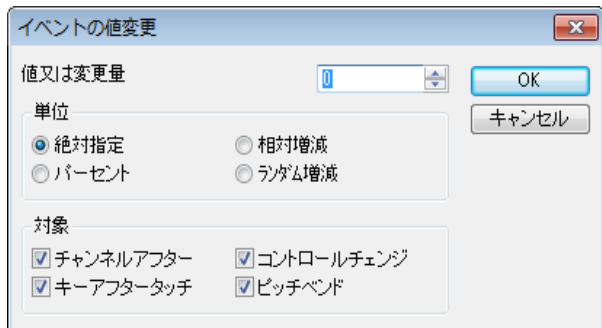 イベントの値変更
値又は変更量 0 OK
キャンセル
単位
絶対指定 相対増減
パーセント ランダム増減
対象
チャンネルアフター コントロールチェンジ
キーアフタータッチ ピッチベンド